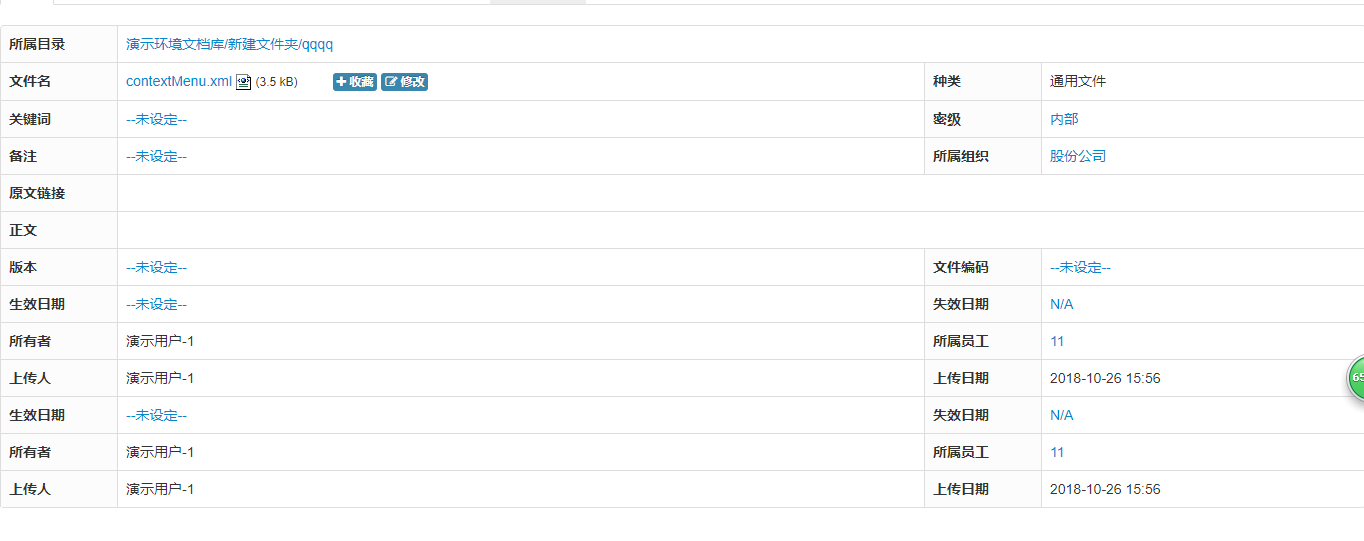 所属目录 演示环境文档库/新建文件夹/qqqq
文件名 contextMenu.xml (3.5 kB) 收藏 修改 种类 通用文件
关键词 --未设定-- 密级 内部
备注 --未设定-- 所属组织 股份公司
原文链接
正文
版本 --未设定-- 文件编码 --未设定--
生效日期 --未设定-- 失效日期 N/A
所有者 演示用户-1 所属员工 11
上传人 演示用户-1 上传日期 2018-10-26 15:56
生效日期 --未设定-- 失效日期 N/A
所有者 演示用户-1 所属员工 11
上传人 演示用户-1 上传日期 2018-10-26 15:56